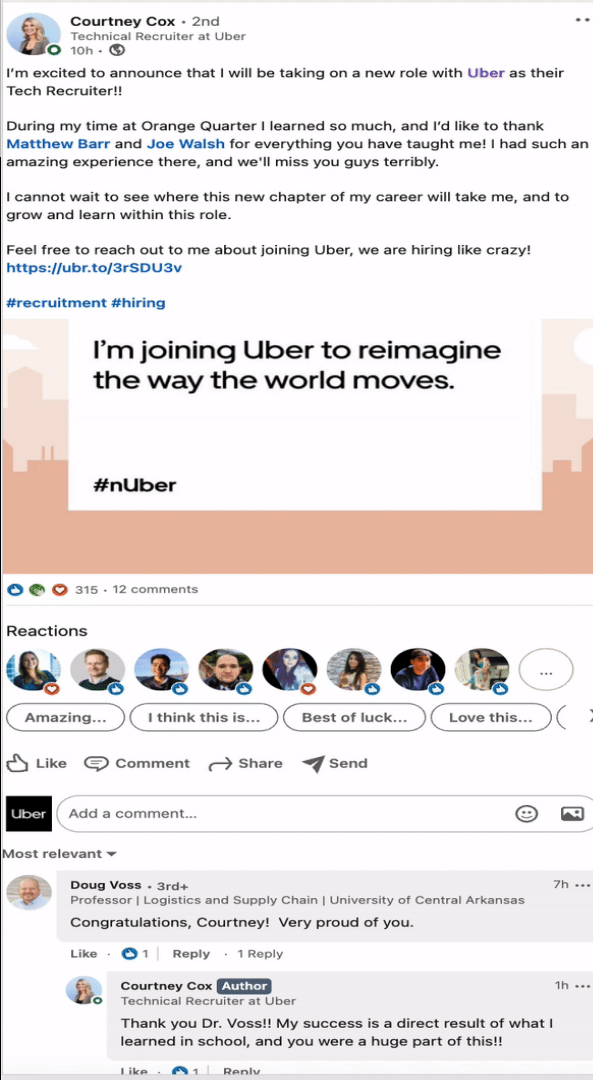 Courtney Cox • 2nd
Technical Recruiter at Uber
10h •
I'm excited to announce that I will be taking on a new role with Uber as their
Tech Recruiter!!
During my time at Orange Quarter I learned so much, and I'd like to thank
Matthew Barr and Joe Walsh for everything you have taught me! I had such an
amazing experience there, and we'll miss you guys terribly.
I cannot wait to see where this new chapter of my career will take me, and to
grow and learn within this role.
Feel free to reach out to me about joining Uber, we are hiring like crazy!
https://ubr.to/3rSDU3v
#recruitment #hiring
I'm joining Uber to reimagine
the way the world moves.
#nUber
315 · 12 comments
Reactions
...
Amazing... I think this is... Best of luck... Love this...
Like Comment Share Send
Uber Add a comment...
Most relevant
Doug Voss • 3rd+ 7h
Professor | Logistics and Supply Chain | University of Central Arkansas
Congratulations, Courtney! Very proud of you.
Like · 1 | Reply · 1 Reply
Courtney Cox Author 1h
Technical Recruiter at Uber
Thank you Dr. Voss!! My success is a direct result of what I
learned in school, and you were a huge part of this!!
Like · 1 | Reply